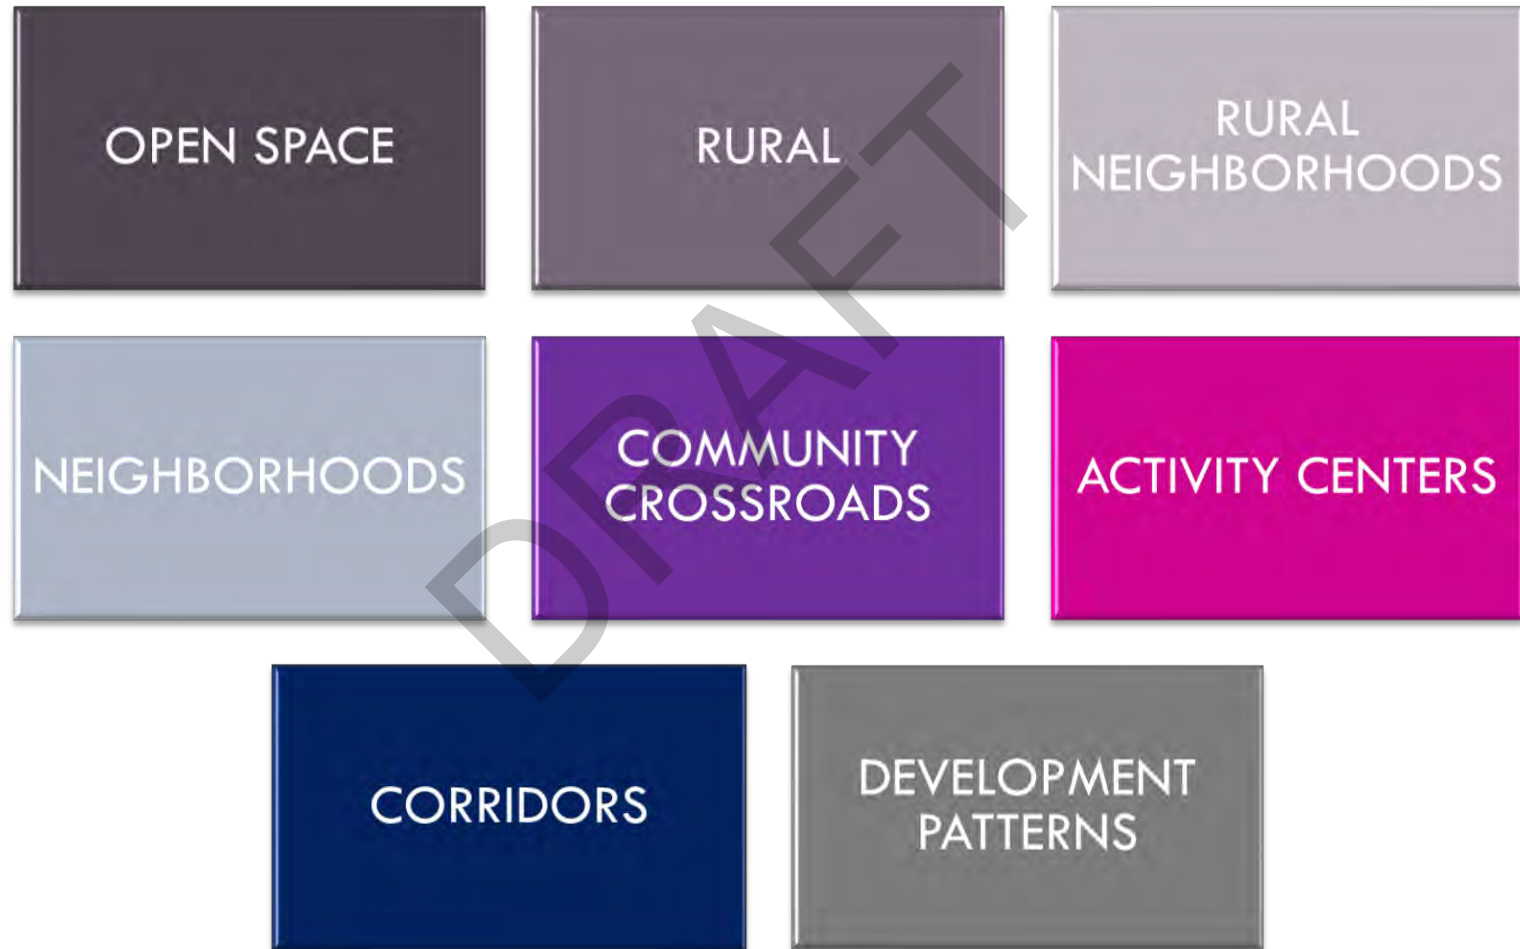 OPEN SPACE
RURAL
RURAL
NEIGHBORHOODS
NEIGHBORHOODS
COMMUNITY
CROSSROADS
ACTIVITY CENTERS
CORRIDORS
DEVELOPMENT
PATTERNS
DRAFT